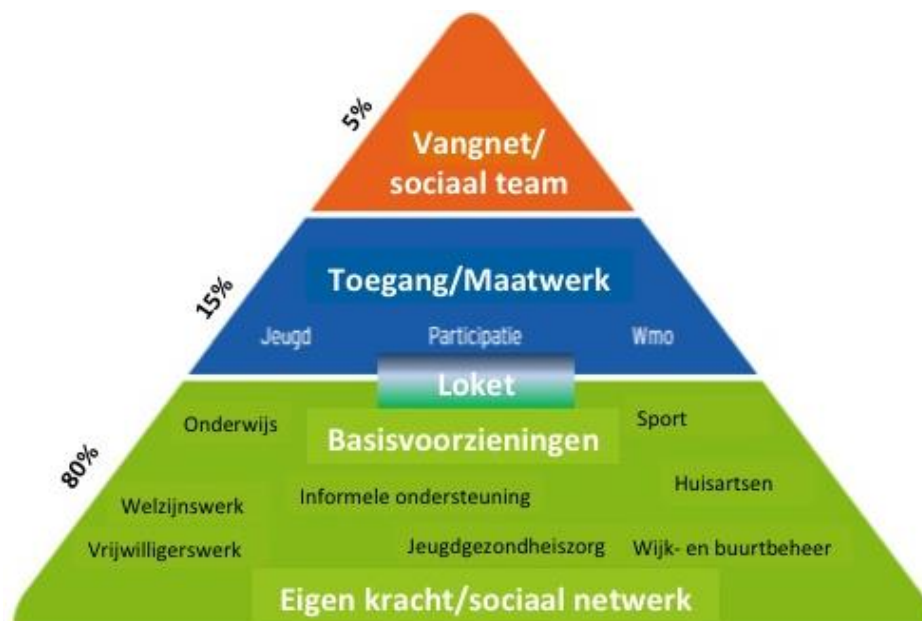 5%
Vangnet/
sociaal team
15%
Toegang/Maatwerk
Jeugd Participatie Wmo
Loket
80%
Onderwijs Sport
Basisvoorzieningen
Huisartsen
Welzijnswerk Informele ondersteuning
Vrijwilligerswerk Jeugdgezondheiszorg Wijk- en buurtbeheer
Eigen kracht/sociaal netwerk